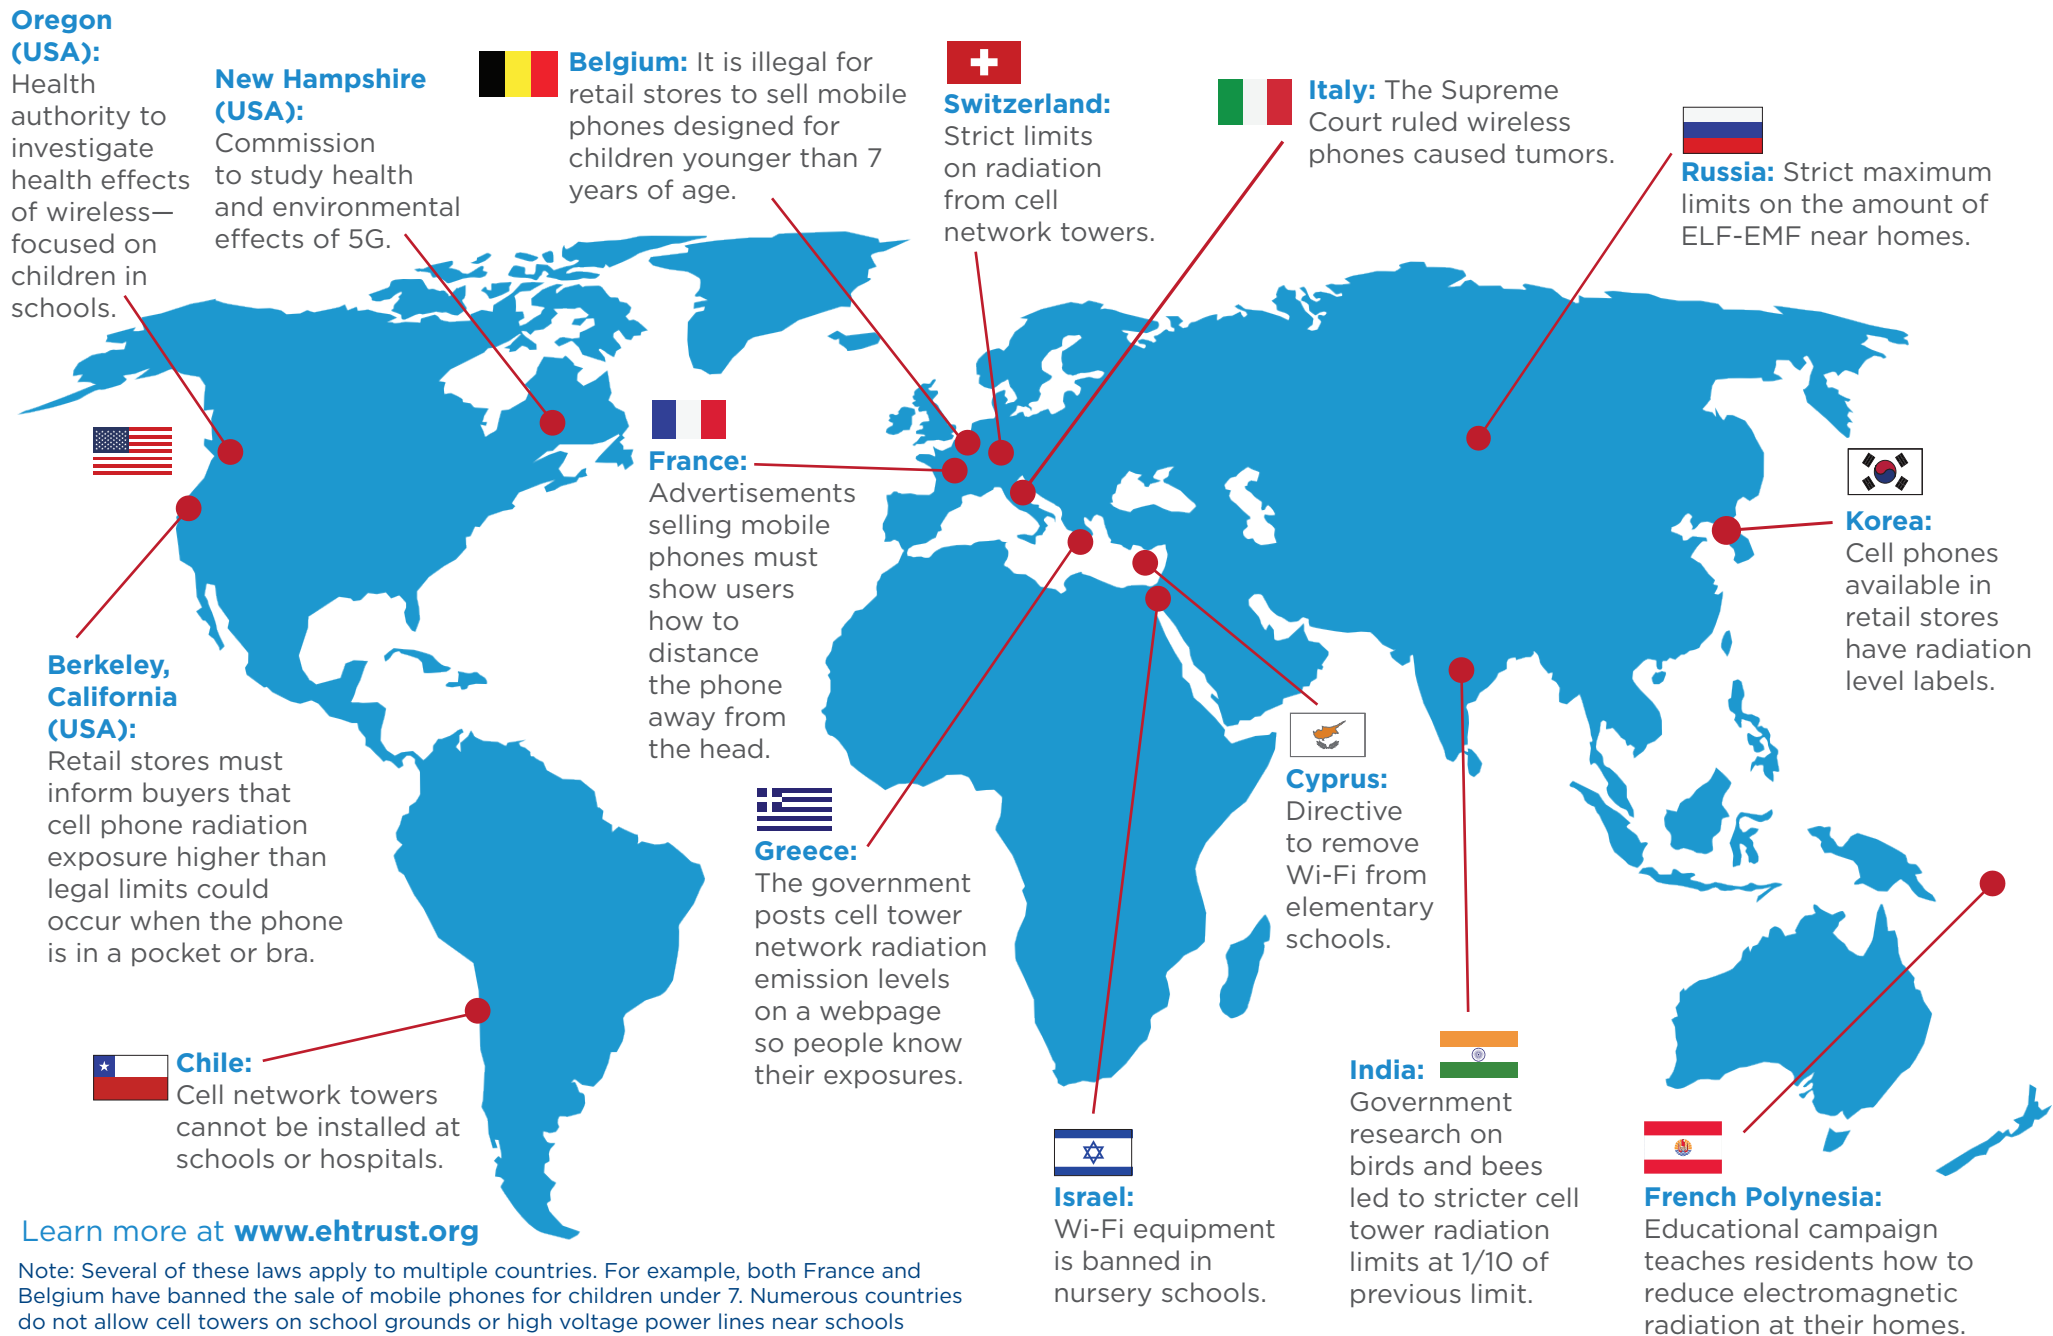 Oregon
(USA):
Health
authority to
investigate
health effects
of wireless—
focused on
children in
schools.
New Hampshire
(USA):
Commission
to study health
and environmental
effects of 5G.
Belgium: It is illegal for
retail stores to sell mobile
phones designed for
children younger than 7
years of age.
Switzerland:
Strict limits
on radiation
from cell
network towers.
Italy: The Supreme
Court ruled wireless
phones caused tumors.
Russia: Strict maximum
limits on the amount of
ELF-EMF near homes.
France:
Advertisements
selling mobile
phones must
show users
how to
distance
the phone
away from
the head.
Korea:
Cell phones
available in
retail stores
have radiation
level labels.
Berkeley,
California
(USA):
Retail stores must
inform buyers that
cell phone radiation
exposure higher than
legal limits could
occur when the phone
is in a pocket or bra.
Greece:
The government
posts cell tower
network radiation
emission levels
on a webpage
so people know
their exposures.
Cyprus:
Directive
to remove
Wi-Fi from
elementary
schools.
Chile:
Cell network towers
cannot be installed at
schools or hospitals.
Israel:
Wi-Fi equipment
is banned in
nursery schools.
India:
Government
research on
birds and bees
led to stricter cell
tower radiation
limits at 1/10 of
previous limit.
French Polynesia:
Educational campaign
teaches residents how to
reduce electromagnetic
radiation at their homes.
Learn more at www.ehtrust.org
Note: Several of these laws apply to multiple countries. For example, both France and
Belgium have banned the sale of mobile phones for children under 7. Numerous countries
do not allow cell towers on school grounds or high voltage power lines near schools